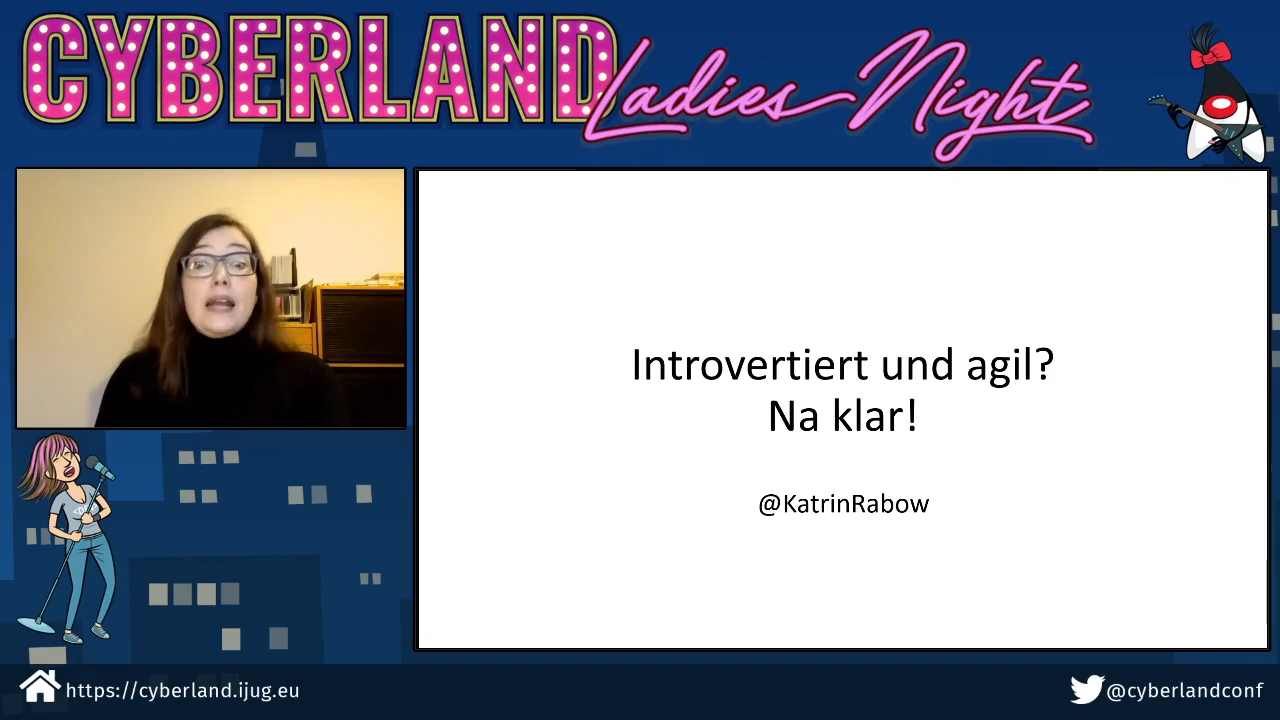 CYBERLAND
Ladies Night
Introvertiert und agil?
Na klar!
@KatrinRabow
https://cyberland.ijug.eu
@cyberlandconf